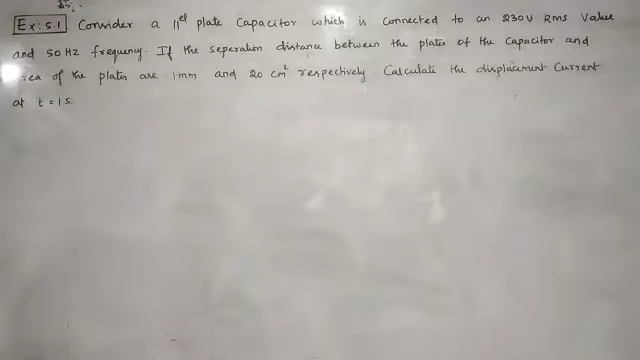 Ex: 5.1 Consider a 11el plate Capacitor which is connected to an 230V Rms Value
and 50 Hz frequency. If the seperation distance between the plates of the Capacitor and
rea of the plates are 1mm and 20 cm² respectively. Calculate the displacement Current
at t = 1s.